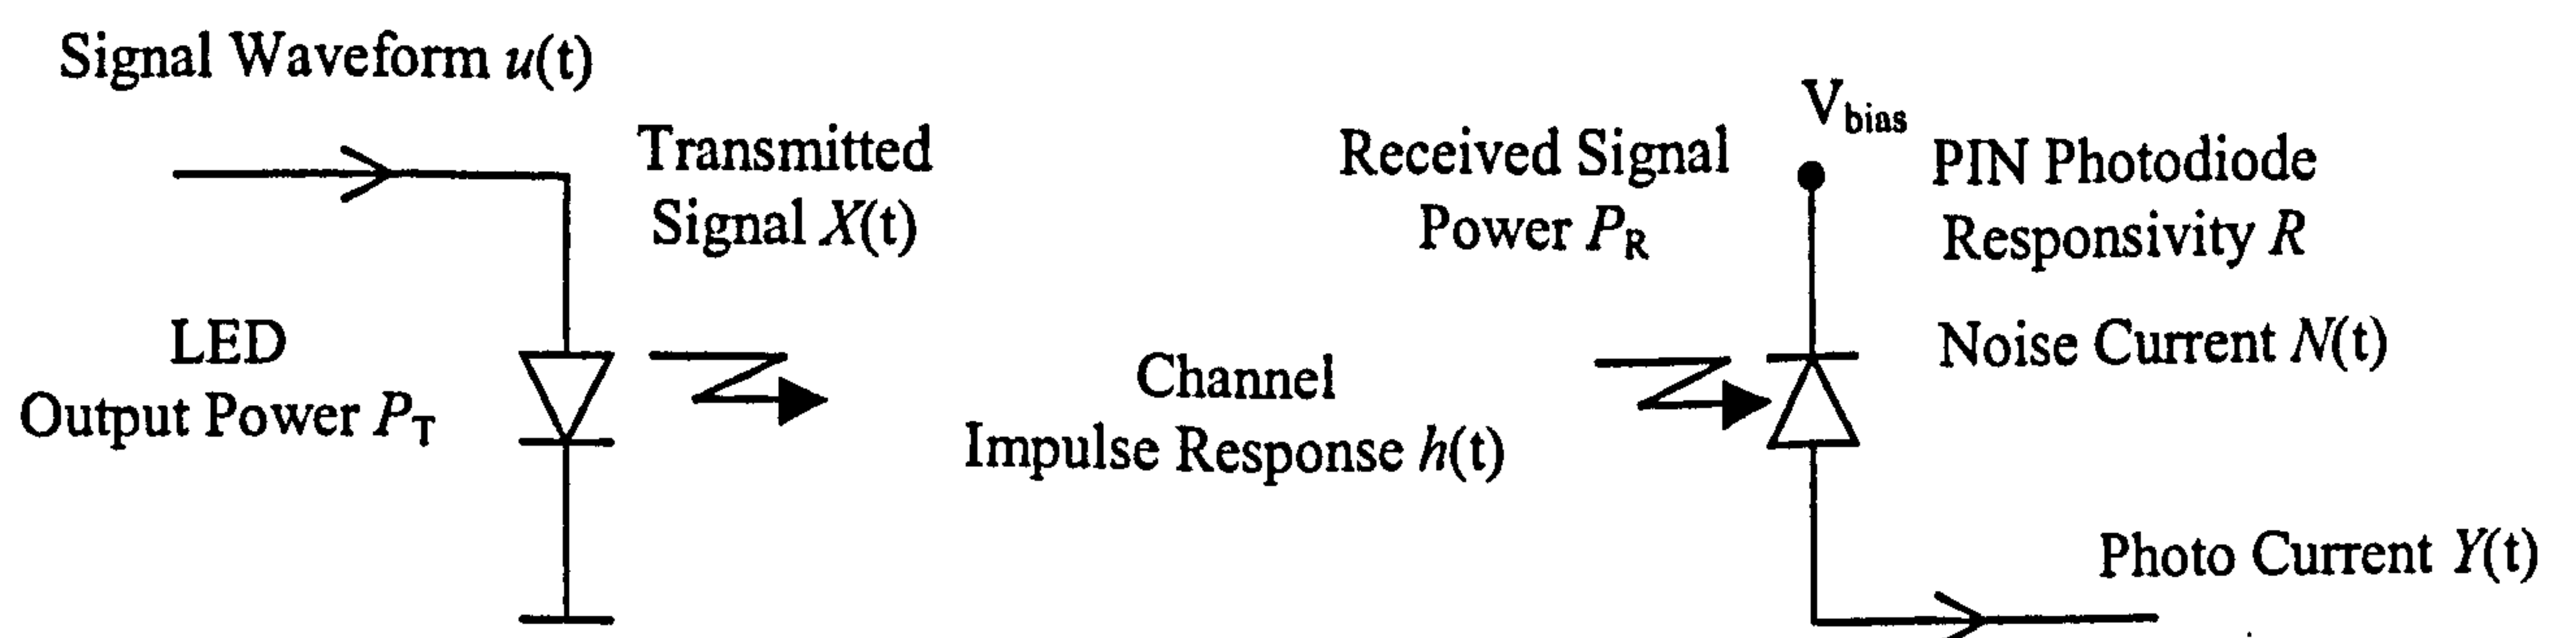 Signal Waveform u(t)
Transmitted
Signal X(t)
LED
Output Power P_T
Channel
Impulse Response h(t)
Received Signal
Power P_R
V_bias
PIN Photodiode
Responsivity R
Noise Current N(t)
Photo Current Y(t)